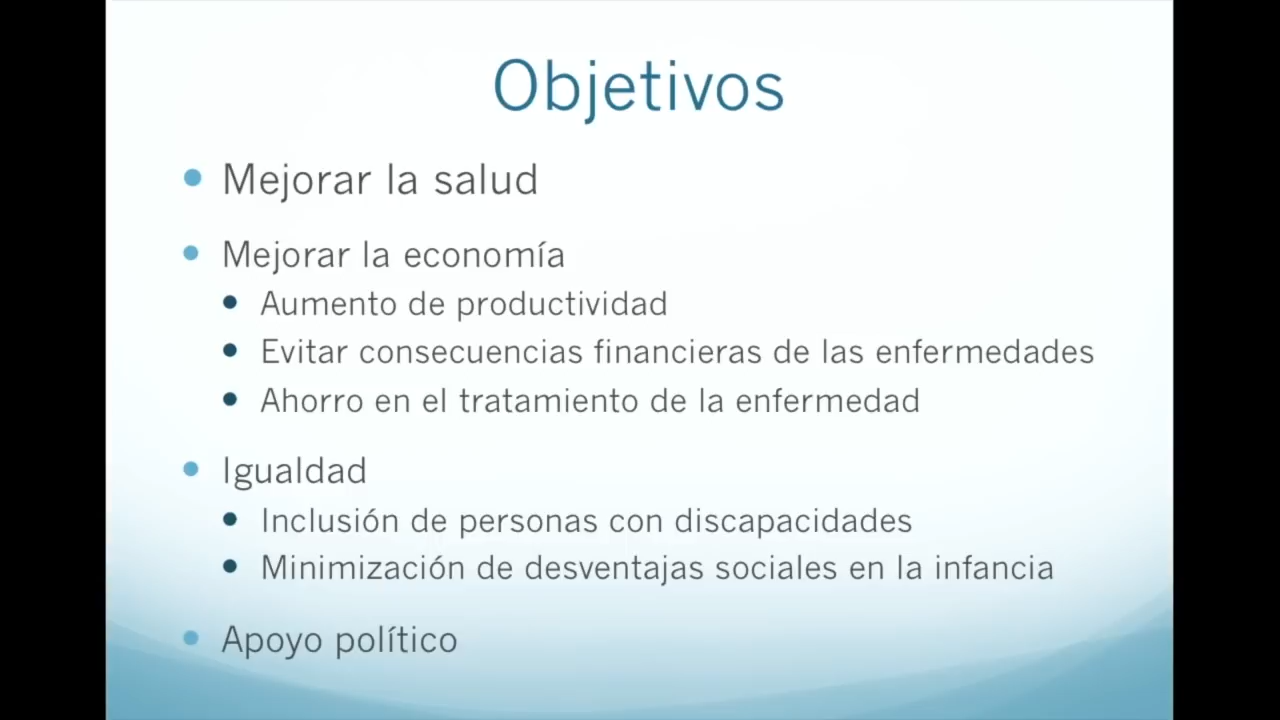 Objetivos
Mejorar la salud
Mejorar la economía
Aumento de productividad
Evitar consecuencias financieras de las enfermedades
Ahorro en el tratamiento de la enfermedad
Igualdad
Inclusión de personas con discapacidades
Minimización de desventajas sociales en la infancia
Apoyo político